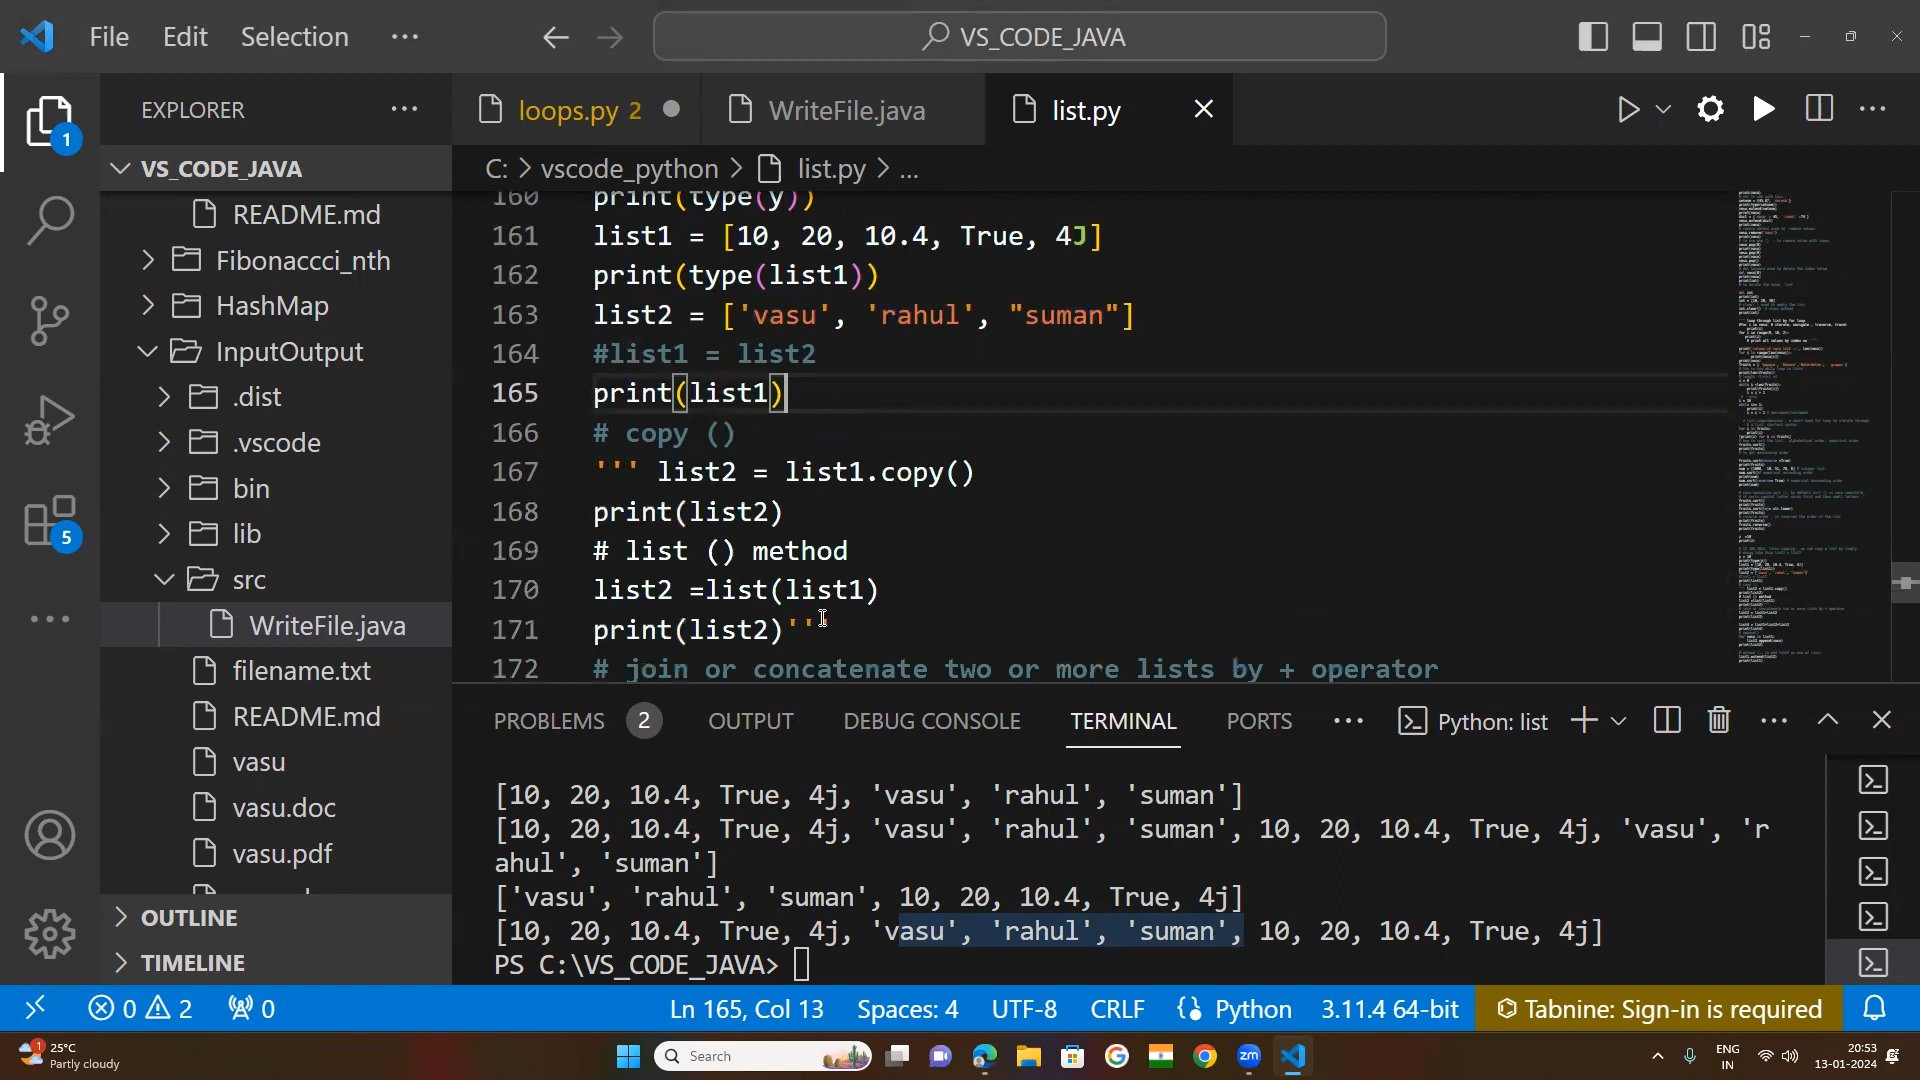 File Edit Selection ···
VS_CODE_JAVA
EXPLORER ···
loops.py 2
WriteFile.java
list.py
1
VS_CODE_JAVA
README.md
Fibonaccci_nth
HashMap
InputOutput
.dist
.vscode
bin
lib
src
WriteFile.java
filename.txt
README.md
vasu
vasu.doc
vasu.pdf
OUTLINE
TIMELINE
5
C: > vscode_python > list.py > ...
160 print(type(y))
161 list1 = [10, 20, 10.4, True, 4J]
162 print(type(list1))
163 list2 = ['vasu', 'rahul', "suman"]
164 #list1 = list2
165 print(list1)
166 # copy ()
167 ''' list2 = list1.copy()
168 print(list2)
169 # list () method
170 list2 =list(list1)
171 print(list2)'''
172 # join or concatenate two or more lists by + operator
PROBLEMS 2 OUTPUT DEBUG CONSOLE TERMINAL PORTS ··· Python: list
[10, 20, 10.4, True, 4j, 'vasu', 'rahul', 'suman']
[10, 20, 10.4, True, 4j, 'vasu', 'rahul', 'suman', 10, 20, 10.4, True, 4j, 'vasu', 'r
ahul', 'suman']
['vasu', 'rahul', 'suman', 10, 20, 10.4, True, 4j]
[10, 20, 10.4, True, 4j, 'vasu', 'rahul', 'suman', 10, 20, 10.4, True, 4j]
PS C:\VS_CODE_JAVA>
0 2 0 Ln 165, Col 13 Spaces: 4 UTF-8 CRLF Python 3.11.4 64-bit Tabnine: Sign-in is required
1
25°C
Partly cloudy
Search
zm
ENG
IN
20:53
13-01-2024